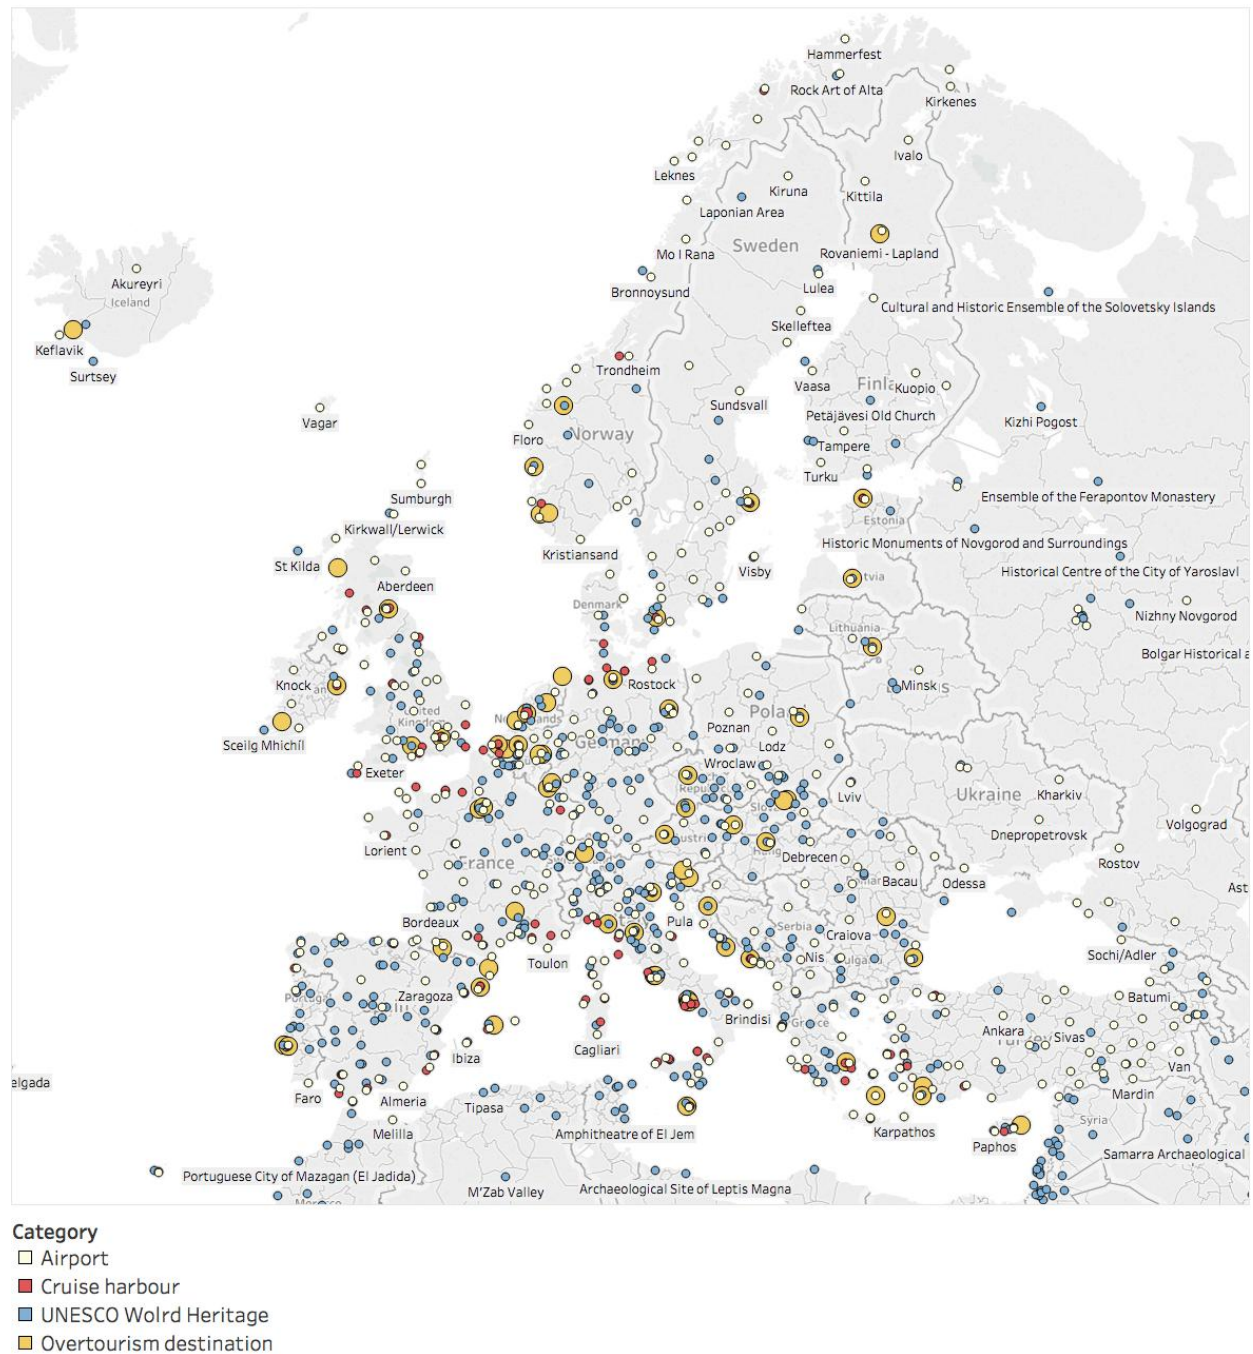 Hammerfest
Rock Art of Alta
Kirkenes
Ivalo
Leknes
Kiruna
Kittila
Laponian Area
Sweden
Rovaniemi - Lapland
Mo I Rana
Akureyri
Iceland
Bronnoysund
Lulea
Cultural and Historic Ensemble of the Solovetsky Islands
Skelleftea
Keflavik
Surtsey
Trondheim
Vaasa
Kuopio
Sundsvall
Petäjävesi Old Church
Vagar
Kizhi Pogost
Floro
Norway
Tampere
Turku
Sumburgh
Ensemble of the Ferapontov Monastery
Kirkwall/Lerwick
Estonia
Historic Monuments of Novgorod and Surroundings
Kristiansand
St Kilda
Visby
Historical Centre of the City of Yaroslavl
Aberdeen
Denmark
Nizhny Novgorod
Lithuania
Bolgar Historical a
Knock
Rostock
Minsk
United
Kingdom
Poznan
Sceilg Mhichíl
Lodz
Wroclaw
Exeter
Lviv
Ukraine
Kharkiv
Dnepropetrovsk
Volgograd
Lorient
France
Debrecen
Rostov
Bacau
Odessa
Ast
Bordeaux
Pula
Serbia
Craiova
Toulon
Nis
Sochi/Adler
Zaragoza
Batumi
Brindisi
Greece
Ankara
Sivas
Ibiza
Cagliari
Van
elgada
Faro
Almeria
Tipasa
Mardin
Melilla
Amphitheatre of El Jem
Karpathos
Syria
Paphos
Samarra Archaeological
Portuguese City of Mazagan (El Jadida)
M'Zab Valley
Archaeological Site of Leptis Magna
Category
Airport
Cruise harbour
UNESCO Wolrd Heritage
Overtourism destination